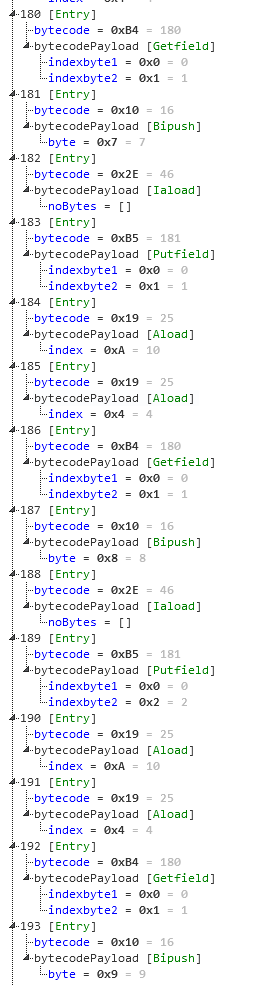 180 [Entry]
bytecode = 0xB4 = 180
bytecodePayload [Getfield]
indexbyte1 = 0x0 = 0
indexbyte2 = 0x1 = 1
181 [Entry]
bytecode = 0x10 = 16
bytecodePayload [Bipush]
byte = 0x7 = 7
182 [Entry]
bytecode = 0x2E = 46
bytecodePayload [Iaload]
noBytes = []
183 [Entry]
bytecode = 0xB5 = 181
bytecodePayload [Putfield]
indexbyte1 = 0x0 = 0
indexbyte2 = 0x1 = 1
184 [Entry]
bytecode = 0x19 = 25
bytecodePayload [Aload]
index = 0xA = 10
185 [Entry]
bytecode = 0x19 = 25
bytecodePayload [Aload]
index = 0x4 = 4
186 [Entry]
bytecode = 0xB4 = 180
bytecodePayload [Getfield]
indexbyte1 = 0x0 = 0
indexbyte2 = 0x1 = 1
187 [Entry]
bytecode = 0x10 = 16
bytecodePayload [Bipush]
byte = 0x8 = 8
188 [Entry]
bytecode = 0x2E = 46
bytecodePayload [Iaload]
noBytes = []
189 [Entry]
bytecode = 0xB5 = 181
bytecodePayload [Putfield]
indexbyte1 = 0x0 = 0
indexbyte2 = 0x2 = 2
190 [Entry]
bytecode = 0x19 = 25
bytecodePayload [Aload]
index = 0xA = 10
191 [Entry]
bytecode = 0x19 = 25
bytecodePayload [Aload]
index = 0x4 = 4
192 [Entry]
bytecode = 0xB4 = 180
bytecodePayload [Getfield]
indexbyte1 = 0x0 = 0
indexbyte2 = 0x1 = 1
193 [Entry]
bytecode = 0x10 = 16
bytecodePayload [Bipush]
byte = 0x9 = 9